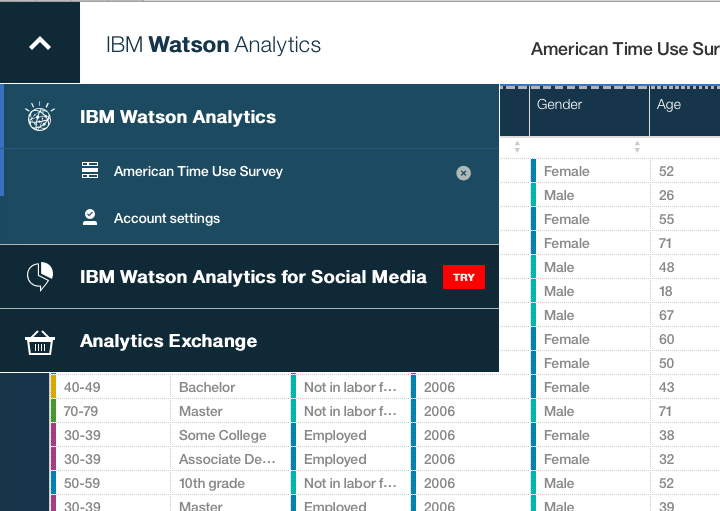 IBM Watson Analytics
American Time Use Sur
IBM Watson Analytics
Gender Age
American Time Use Survey
Female 52
Male 26
Account settings
Female 55
Female 71
IBM Watson Analytics for Social Media TRY
Male 48
Male 18
Male 67
Analytics Exchange
Female 60
Female 50
40-49 Bachelor Not in labor f... 2006 Female 43
70-79 Master Not in labor f... 2006 Male 71
30-39 Some College Employed 2006 Female 38
30-39 Associate De... Employed 2006 Female 32
50-59 10th grade Not in labor f... 2006 Male 52
30-39 Master Employed 2006 Male 39